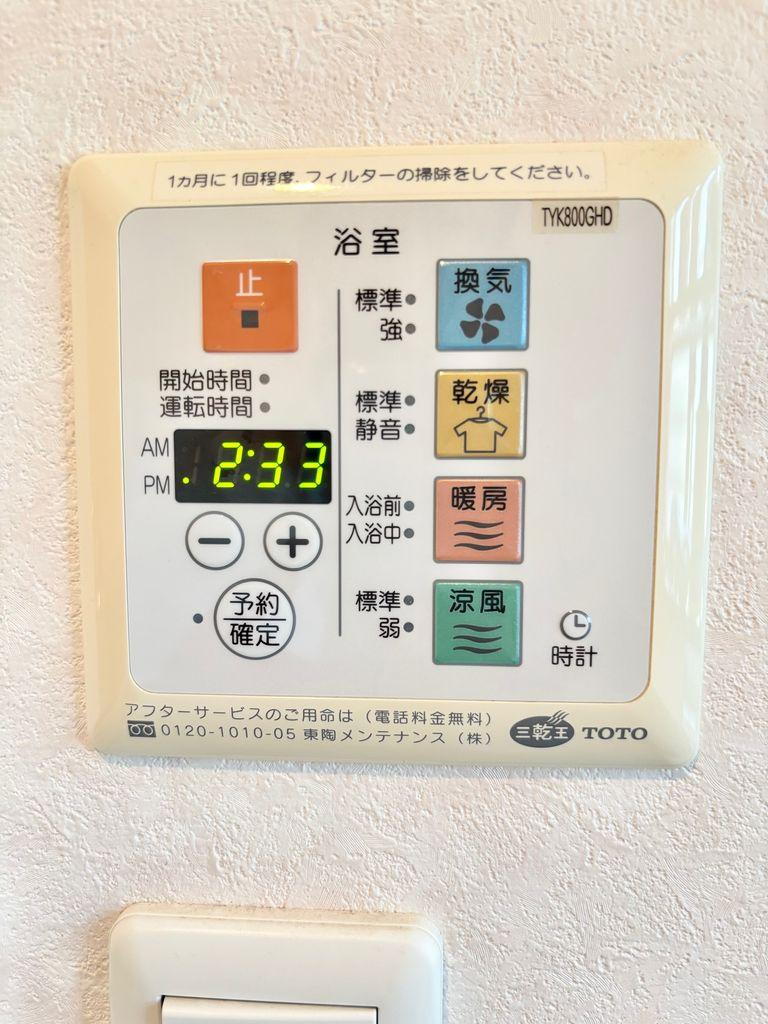 1ヵ月に1回程度、フィルターの掃除をしてください。
TYK800GHD
浴室
止
換気
標準
強
開始時間
運転時間
乾燥
標準
静音
AM
PM
2:33
暖房
入浴前
入浴中
予約
確定
涼風
標準
弱
時計
アフターサービスのご用命は（電話料金無料）
0120-1010-05 東陶メンテナンス（株）
三乾王 TOTO